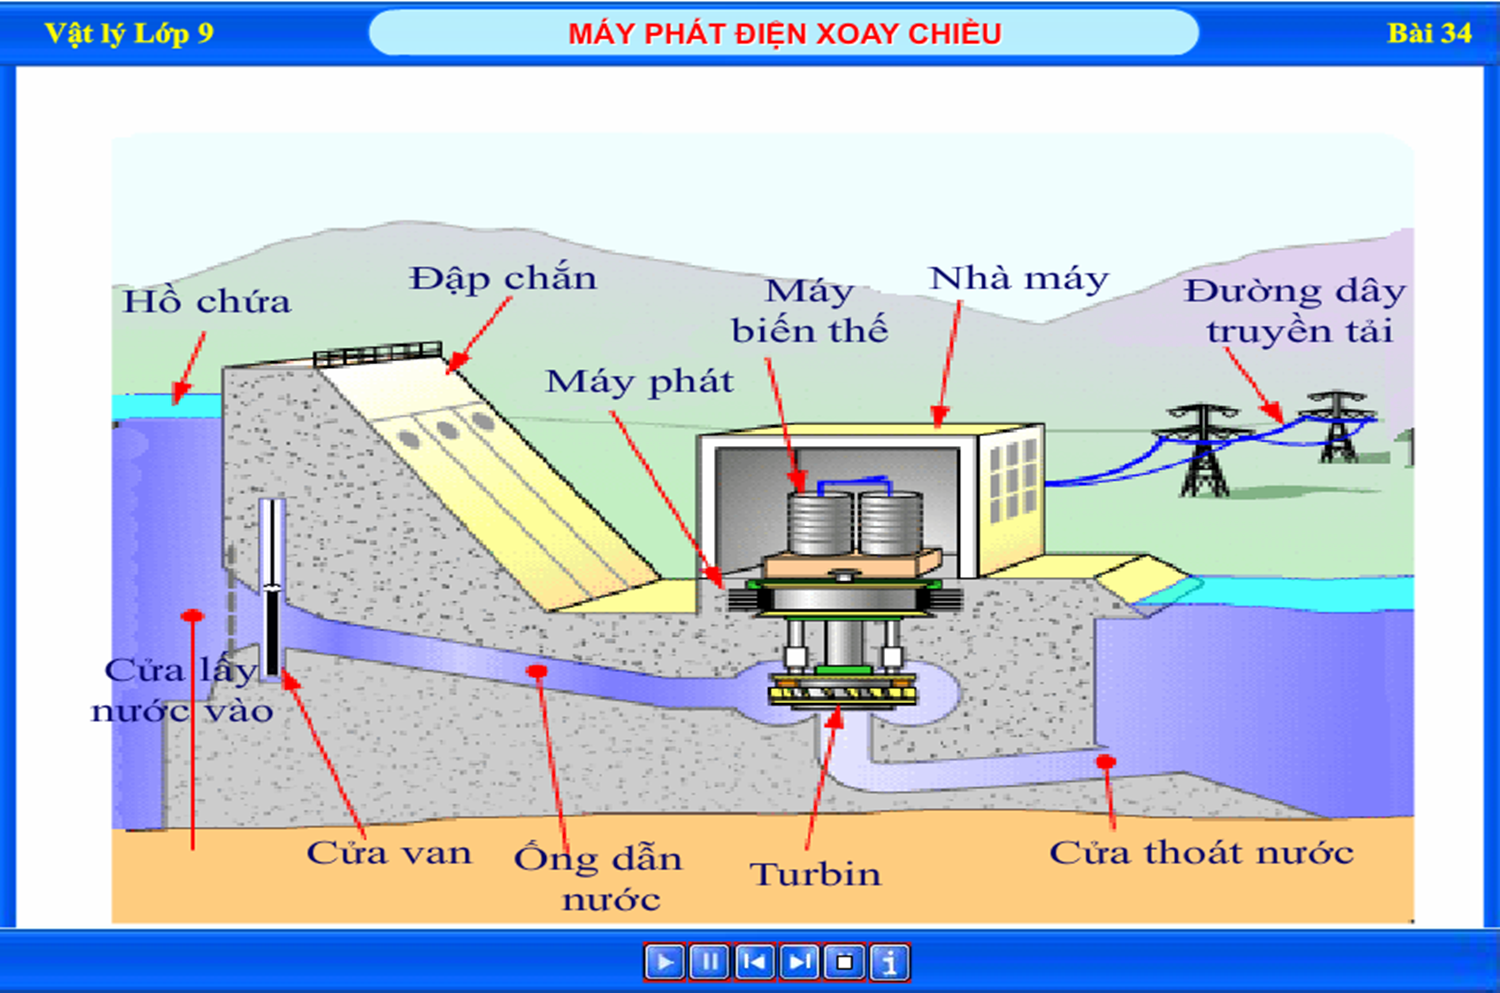 Vật lý Lớp 9
MÁY PHÁT ĐIỆN XOAY CHIỀU
Bài 34
Hồ chứa
Đập chắn
Máy phát
Máy
biến thế
Nhà máy
Đường dây
truyền tải
Cửa lấy
nước vào
Cửa van
Ống dẫn
nước
Turbin
Cửa thoát nước